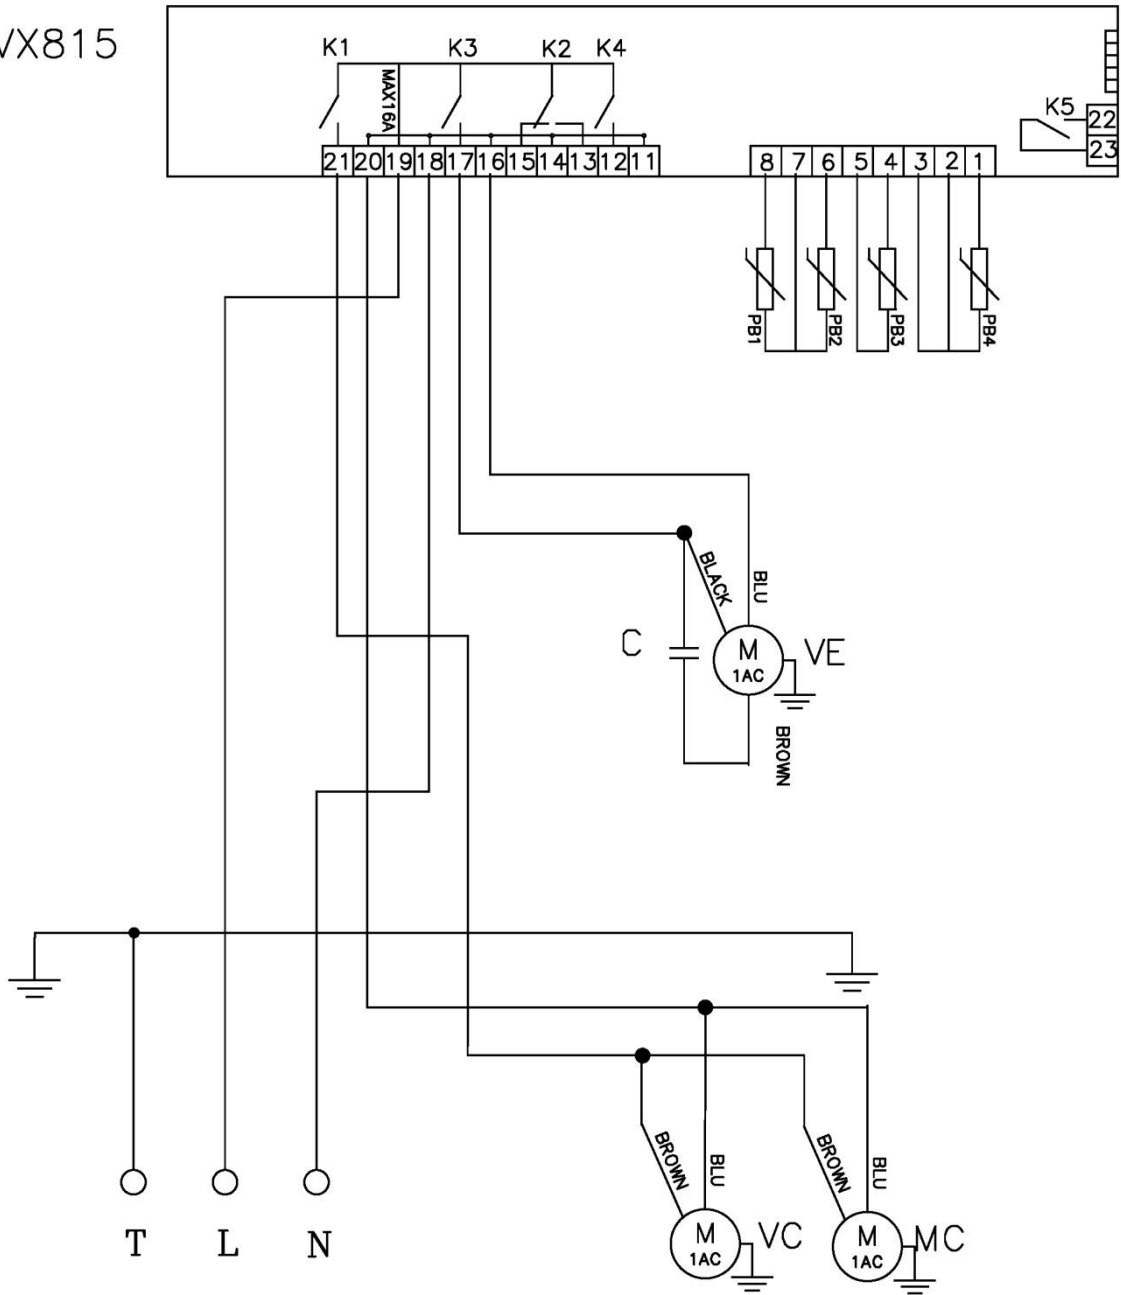 VX815
K1
K3
K2
K4
MAX16A
K5
22
23
21 20 19 18 17 16 15 14 13 12 11
8 7 6 5 4 3 2 1
PB1
PB2
PB3
PB4
BLACK
BLU
C
M
1AC
VE
BROWN
BROWN
BLU
BROWN
BLU
T
L
N
M
1AC
VC
M
1AC
MC